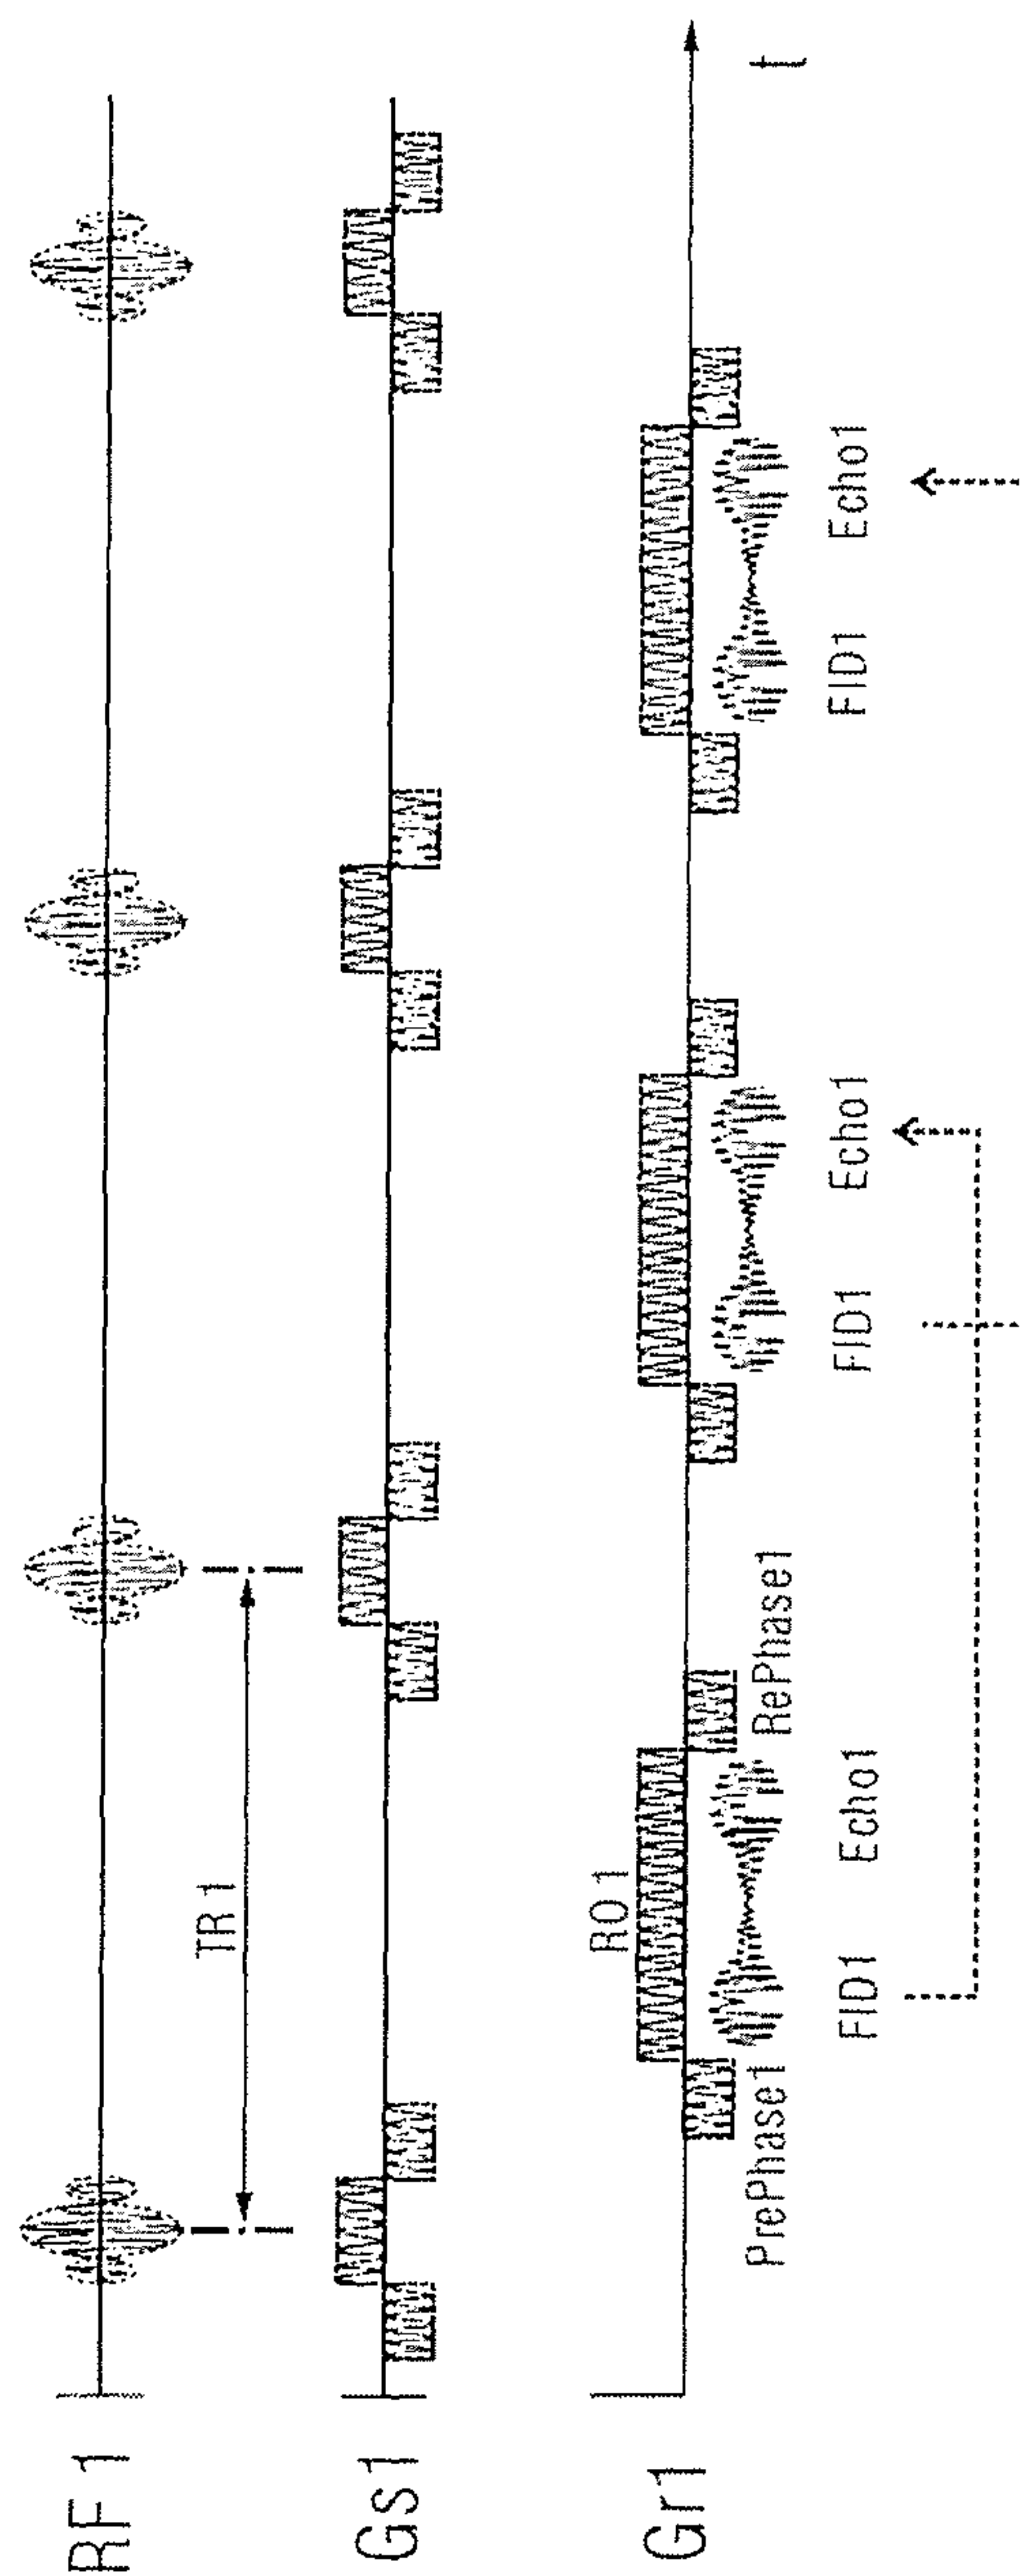 RF1
TR1
Gs1
Gr1
RO1
t
PrePhase1
RePhase1
FID1
Echo1
FID1
Echo1
FID1
Echo1